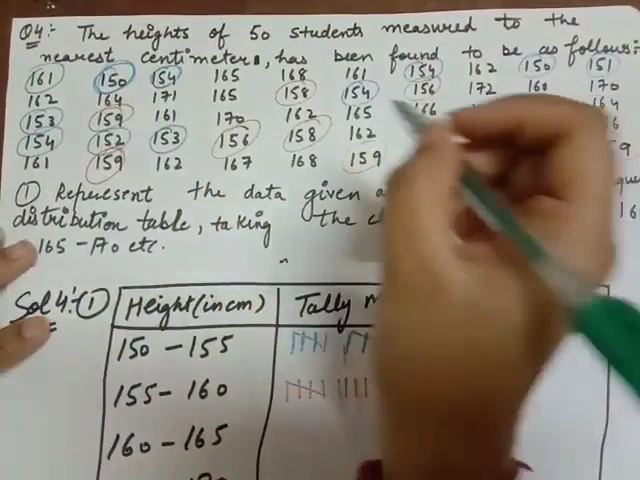 Q4:- The heights of 50 students measured to the
nearest centimeters, has been found to be as follows:-
161 150 154 165 168 161 154 162 150 151
162 164 171 165 158 154 156 172 160 170
153 159 161 170 162 165 166 164
154 152 153 156 158 162
161 159 162 167 168 159
① Represent the data given
distribution table, taking the
165 - 170 etc.
Sol 4:① Height (in cm) Tally
150 - 155
155 - 160
160 - 165